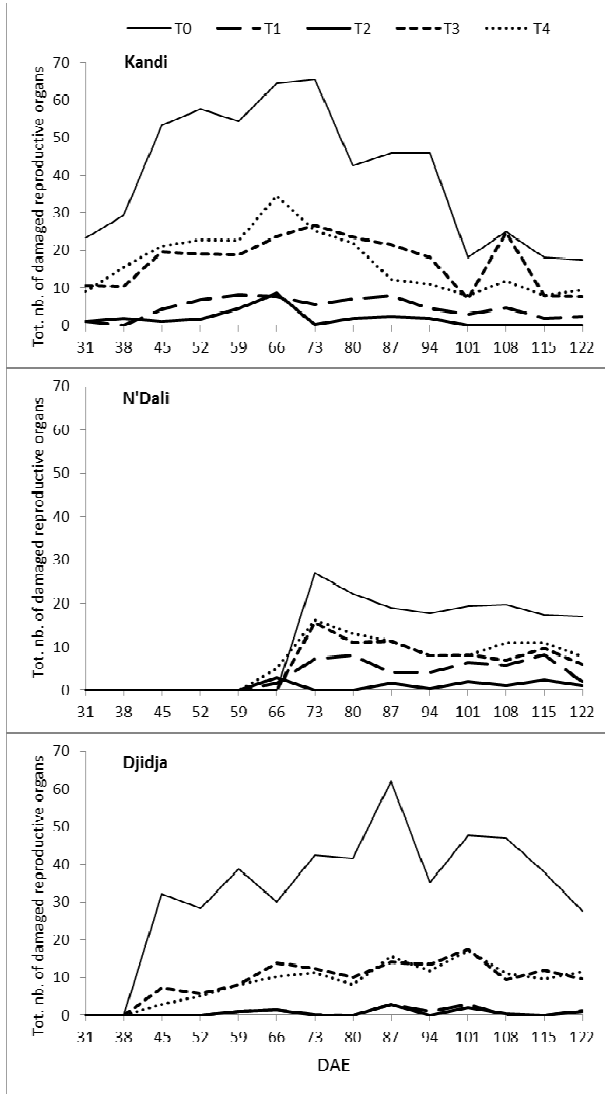 T0 T1 T2 T3 T4
Kandi
Tot. nb. of damaged reproductive organs
70
60
50
40
30
20
10
0
31 38 45 52 59 66 73 80 87 94 101 108 115 122
N'Dali
Tot. nb. of damaged reproductive organs
70
60
50
40
30
20
10
0
31 38 45 52 59 66 73 80 87 94 101 108 115 122
Djidja
Tot. nb. of damaged reproductive organs
70
60
50
40
30
20
10
0
31 38 45 52 59 66 73 80 87 94 101 108 115 122
DAE